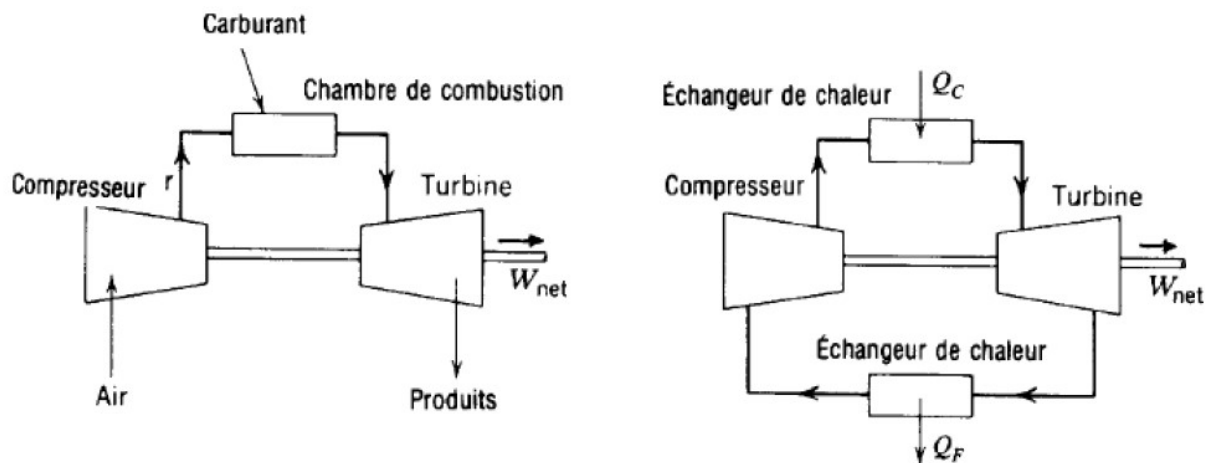 Carburant
Chambre de combustion
Compresseur
r
Turbine
W_net
Air
Produits
Échangeur de chaleur
Q_C
Compresseur
Turbine
W_net
Échangeur de chaleur
Q_F